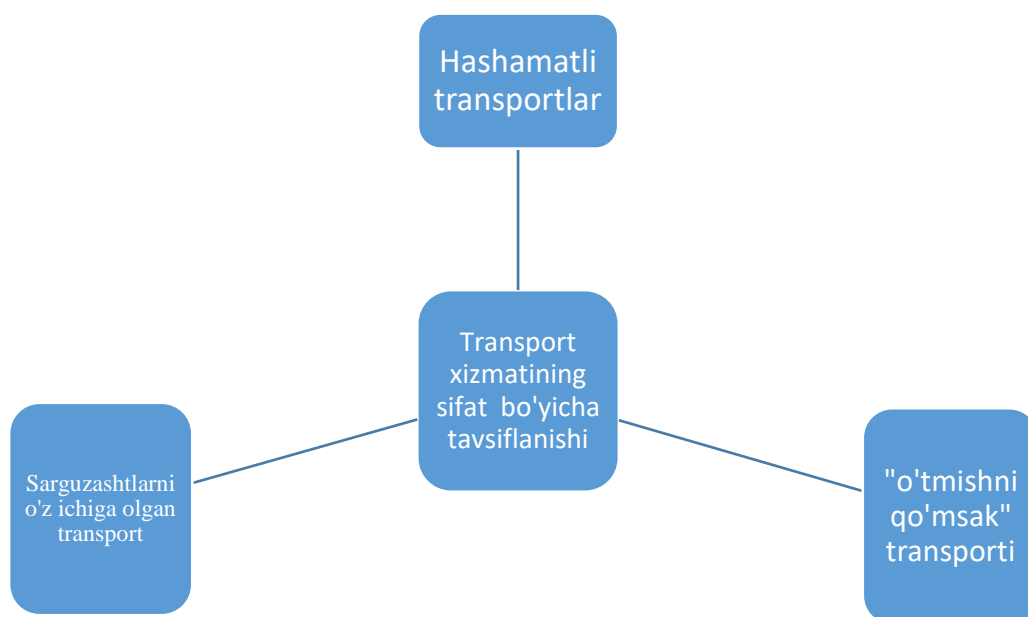 Hashamatli
transportlar
Transport
xizmatining
sifat bo'yicha
tavsiflanishi
Sarguzashtlarni
o'z ichiga olgan
transport
"o'tmishni
qo'msak"
transporti